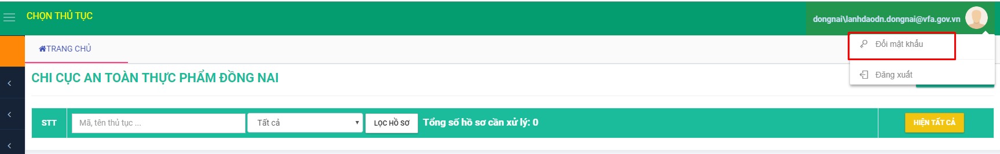 CHỌN THỦ TỤC
dongnai\lanhdaodn.dongnai@vfa.gov.vn
Đổi mật khẩu
Đăng xuất
TRANG CHỦ
CHI CỤC AN TOÀN THỰC PHẨM ĐỒNG NAI
STT Mã, tên thủ tục ... Tất cả LỌC HỒ SƠ Tổng số hồ sơ cần xử lý: 0 HIỆN TẤT CẢ